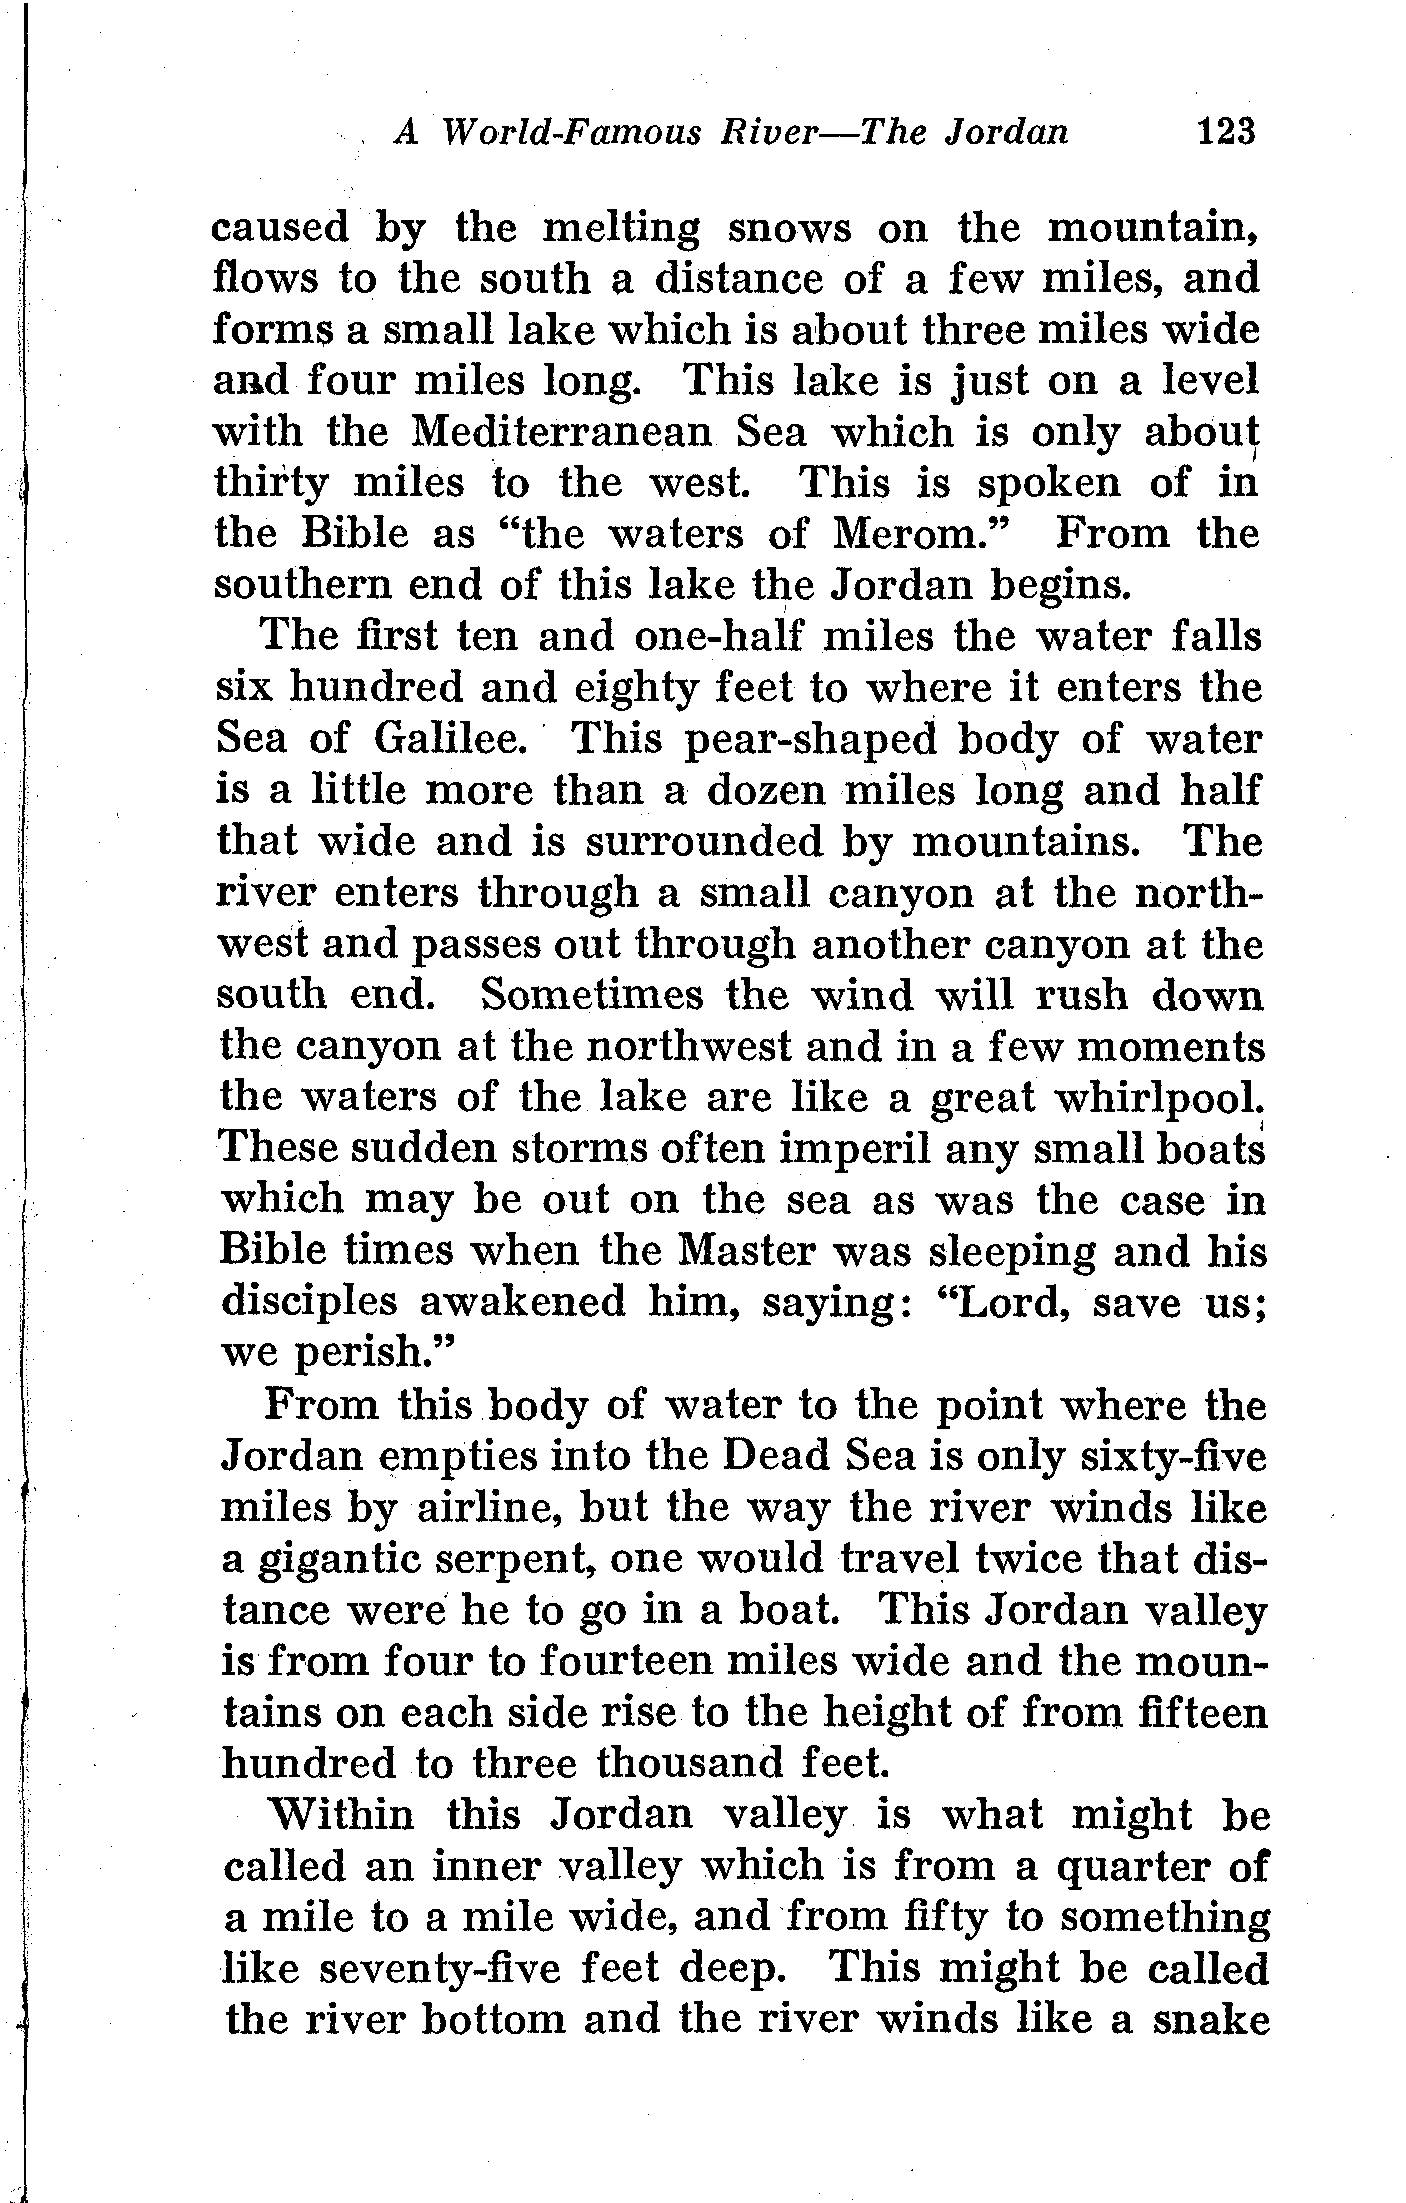 A World-Famous River—The Jordan 123
caused by the melting snows on the mountain,
flows to the south a distance of a few miles, and
forms a small lake which is about three miles wide
and four miles long. This lake is just on a level
with the Mediterranean Sea which is only about
thirty miles to the west. This is spoken of in
the Bible as “the waters of Merom.” From the
southern end of this lake the Jordan begins.
The first ten and one-half miles the water falls
six hundred and eighty feet to where it enters the
Sea of Galilee. This pear-shaped body of water
is a little more than a dozen miles long and half
that wide and is surrounded by mountains. The
river enters through a small canyon at the north-
west and passes out through another canyon at the
south end. Sometimes the wind will rush down
the canyon at the northwest and in a few moments
the waters of the lake are like a great whirlpool.
These sudden storms often imperil any small boats
which may be out on the sea as was the case in
Bible times when the Master was sleeping and his
disciples awakened him, saying: “Lord, save us;
we perish.”
From this body of water to the point where the
Jordan empties into the Dead Sea is only sixty-five
miles by airline, but the way the river winds like
a gigantic serpent, one would travel twice that dis-
tance were he to go in a boat. This Jordan valley
is from four to fourteen miles wide and the moun-
tains on each side rise to the height of from fifteen
hundred to three thousand feet.
Within this Jordan valley is what might be
called an inner valley which is from a quarter of
a mile to a mile wide, and from fifty to something
like seventy-five feet deep. This might be called
the river bottom and the river winds like a snake